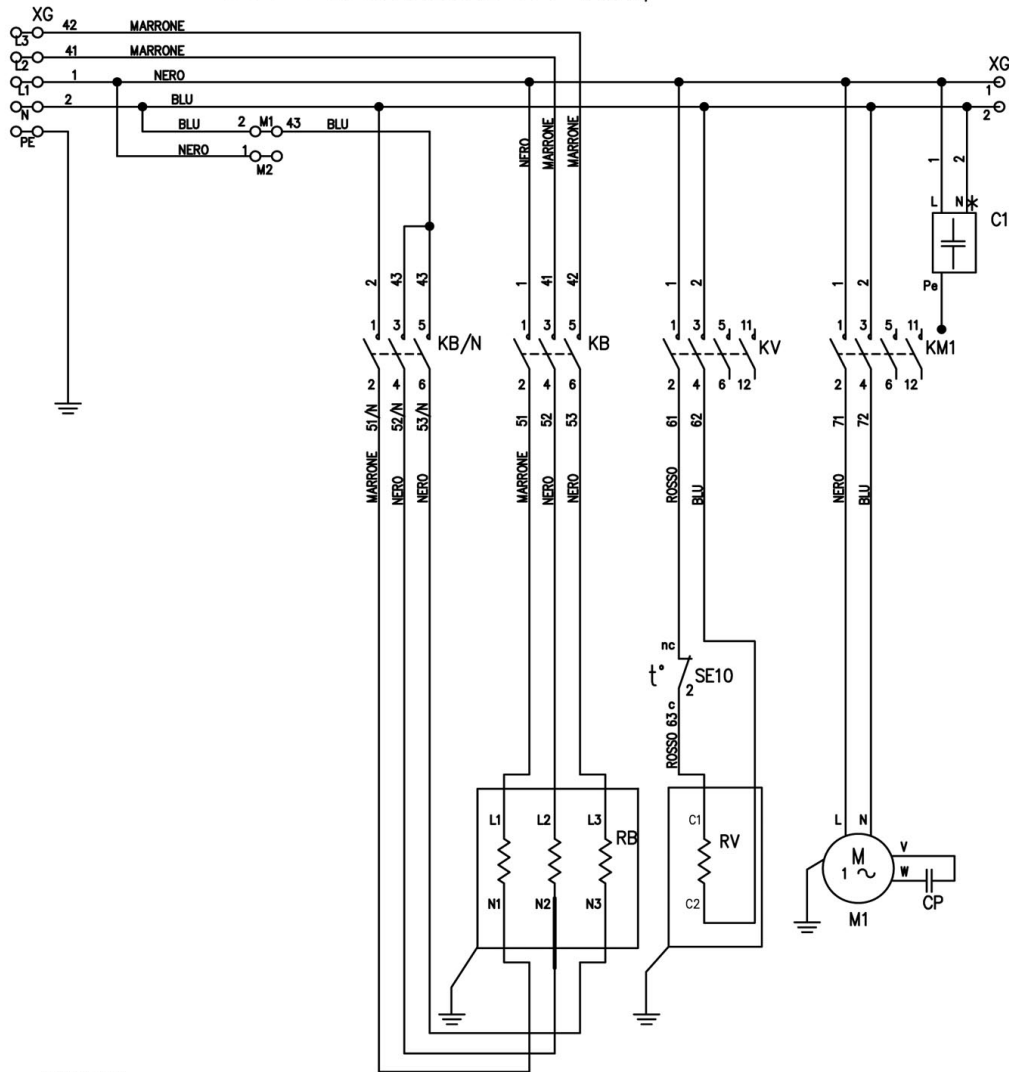 XG
L3 42 MARRONE
L2 41 MARRONE
L1 1 NERO
XG
1
N 2 BLU
2
BLU 2 M1 43 BLU
PE
NERO 1
M2
NERO
MARRONE
MARRONE
1
2
L N *
C1
Pe
2
43
43
1
41
42
1
2
1
2
1 3 5
KB/N
1 3 5
KB
1 3 5 11
KV
1 3 5 11
KM1
2 4 6
2 4 6
2 4 6 12
2 4 6 12
51/N
52/N
53/N
51
52
53
61
62
71
72
MARRONE
NERO
NERO
MARRONE
NERO
NERO
ROSSO
BLU
NERO
BLU
nc
t° SE10
2
c
ROSSO 63
L1 L2 L3
RB
C1
RV
N1 N2 N3
C2
L N
M
1 ~
V
W
CP
M1